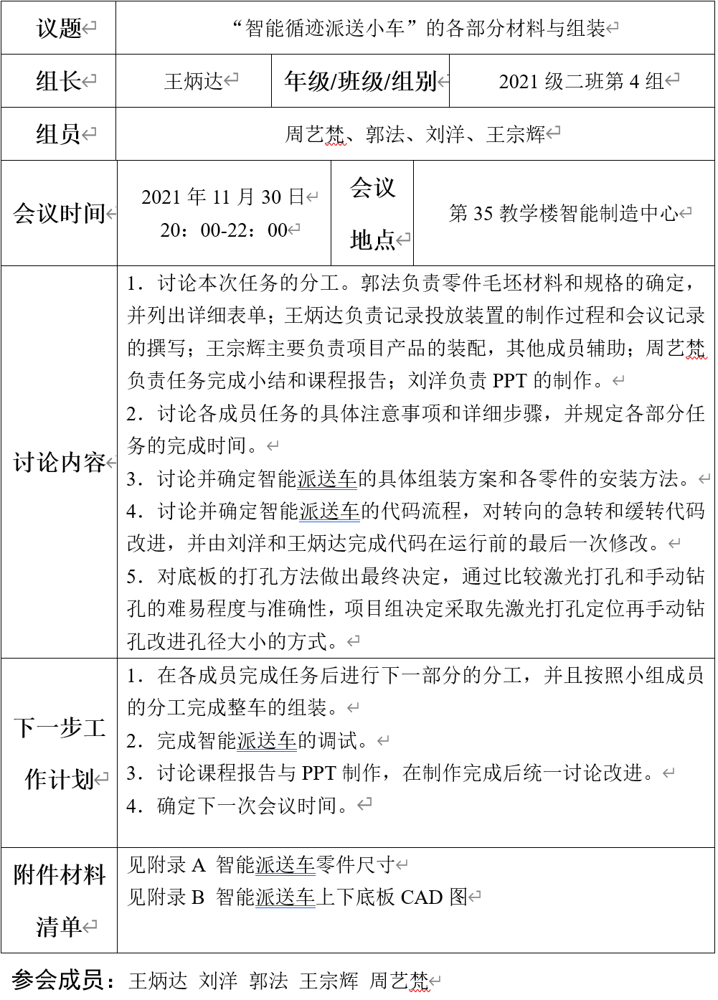 议题 “智能循迹派送小车”的各部分材料与组装
组长 王炳达 年级/班级/组别 2021 级二班第 4 组
组员 周艺梵、郭法、刘洋、王宗辉
会议时间 2021 年 11 月 30 日
20：00-22：00
会议
地点
第 35 教学楼智能制造中心
讨论内容
1．讨论本次任务的分工。郭法负责零件毛坯材料和规格的确定，
并列出详细表单；王炳达负责记录投放装置的制作过程和会议记录
的撰写；王宗辉主要负责项目产品的装配，其他成员辅助；周艺梵
负责任务完成小结和课程报告；刘洋负责 PPT 的制作。
2．讨论各成员任务的具体注意事项和详细步骤，并规定各部分任
务的完成时间。
3．讨论并确定智能派送车的具体组装方案和各零件的安装方法。
4．讨论并确定智能派送车的代码流程，对转向的急转和缓转代码
改进，并由刘洋和王炳达完成代码在运行前的最后一次修改。
5．对底板的打孔方法做出最终决定，通过比较激光打孔和手动钻
孔的难易程度与准确性，项目组决定采取先激光打孔定位再手动钻
孔改进孔径大小的方式。
下一步工
作计划
1．在各成员完成任务后进行下一部分的分工，并且按照小组成员
的分工完成整车的组装。
2．完成智能派送车的调试。
3．讨论课程报告与 PPT 制作，在制作完成后统一讨论改进。
4．确定下一次会议时间。
附件材料
清单
见附录 A 智能派送车零件尺寸
见附录 B 智能派送车上下底板 CAD 图
参会成员：王炳达 刘洋 郭法 王宗辉 周艺梵